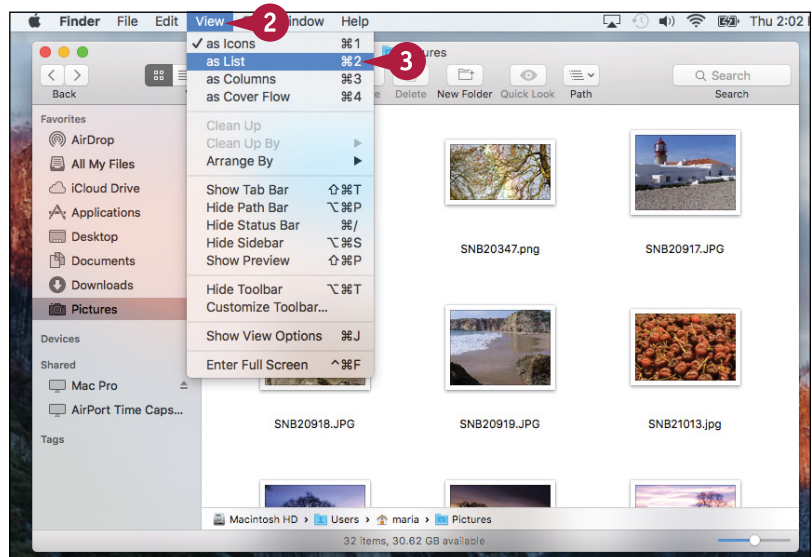 Finder File Edit View indow Help Thu 2:02
2
as Icons ⌘1
as List ⌘2
3
as Columns ⌘3
as Cover Flow ⌘4
Clean Up
Clean Up By
Arrange By
Show Tab Bar ⇧⌘T
Hide Path Bar ⌥⌘P
Hide Status Bar ⌘/
Hide Sidebar ⌥⌘S
Show Preview ⇧⌘P
Hide Toolbar ⌥⌘T
Customize Toolbar...
Show View Options ⌘J
Enter Full Screen ^⌘F
ures
Search
Back Delete New Folder Quick Look Path Search
Favorites
AirDrop
All My Files
iCloud Drive
Applications
Desktop
Documents
Downloads
Pictures
Devices
Shared
Mac Pro
AirPort Time Caps...
Tags
SNB20347.png SNB20917.JPG
SNB20918.JPG SNB20919.JPG SNB21013.jpg
Macintosh HD › Users › maria › Pictures
32 items, 30.62 GB available